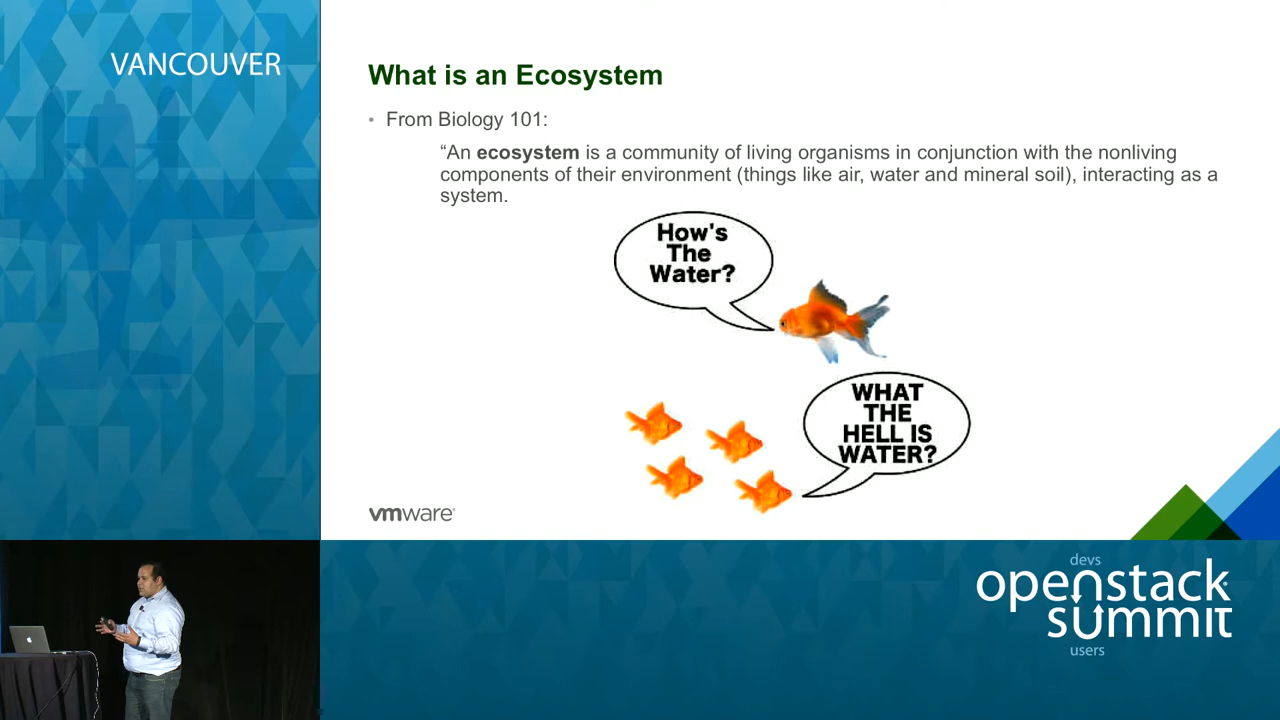 VANCOUVER
What is an Ecosystem
• From Biology 101:
“An ecosystem is a community of living organisms in conjunction with the nonliving
components of their environment (things like air, water and mineral soil), interacting as a
system.
How's
The
Water?
WHAT
THE
HELL IS
WATER?
vmware
devs
openstack
summit
users